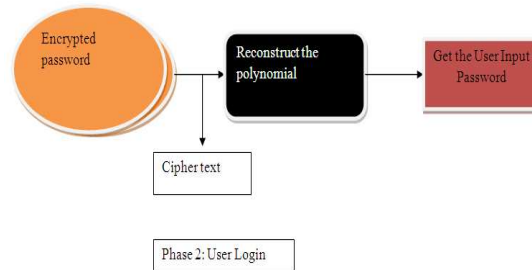 Encrypted
password
Reconstruct the
polynomial
Get the User Input
Password
Cipher text
Phase 2: User Login